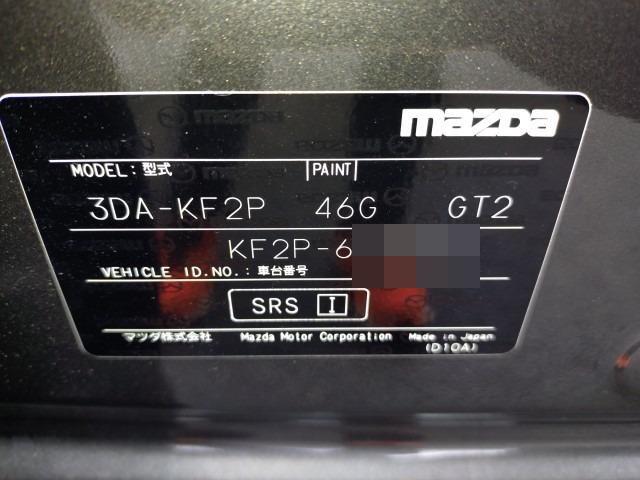 mazda
MODEL : 型式 PAINT
3DA-KF2P 46G GT2
KF2P-6
VEHICLE ID.NO.: 車台番号
SRS I
マツダ株式会社 Mazda Motor Corporation Made in Japan
(D10A)